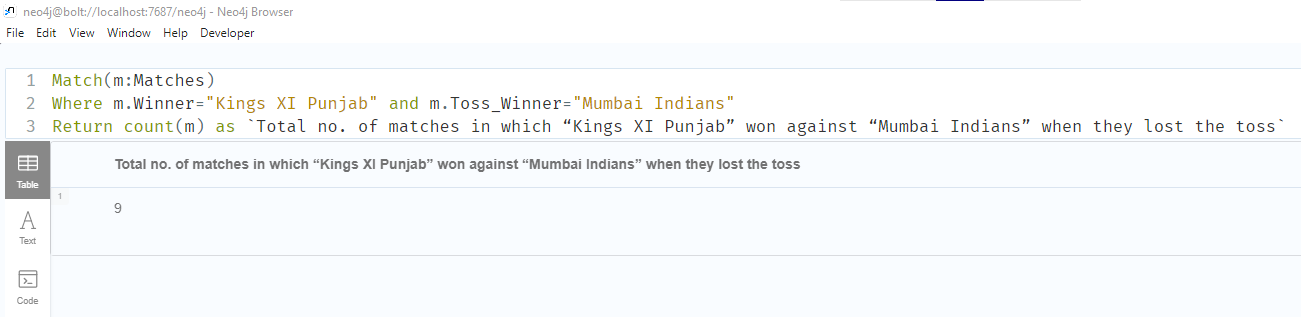 neo4j@bolt://localhost:7687/neo4j - Neo4j Browser
File Edit View Window Help Developer
1 Match(m:Matches)
2 Where m.Winner="Kings XI Punjab" and m.Toss_Winner="Mumbai Indians"
3 Return count(m) as `Total no. of matches in which “Kings XI Punjab” won against “Mumbai Indians” when they lost the toss`
Table
Total no. of matches in which “Kings XI Punjab” won against “Mumbai Indians” when they lost the toss
1
9
A
Text
Code